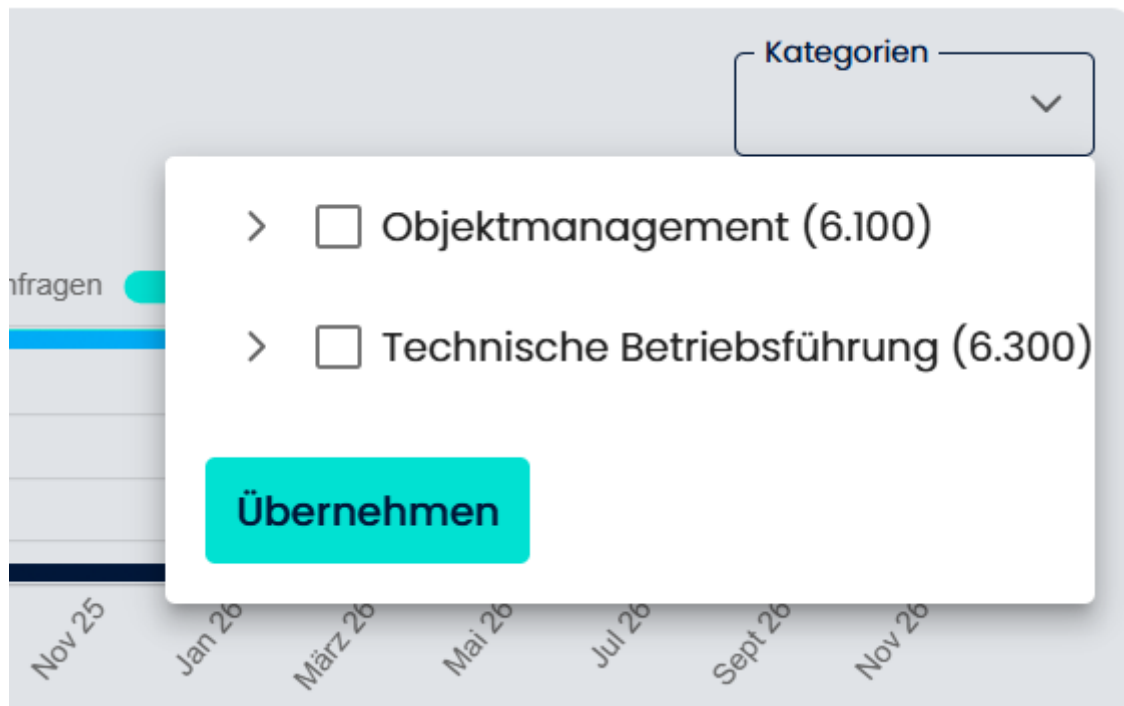 Kategorien
Objektmanagement (6.100)
nfragen
Technische Betriebsführung (6.300)
Übernehmen
Nov 25
Jan 26
März 26
Mai 26
Jul 26
Sept 26
Nov 26